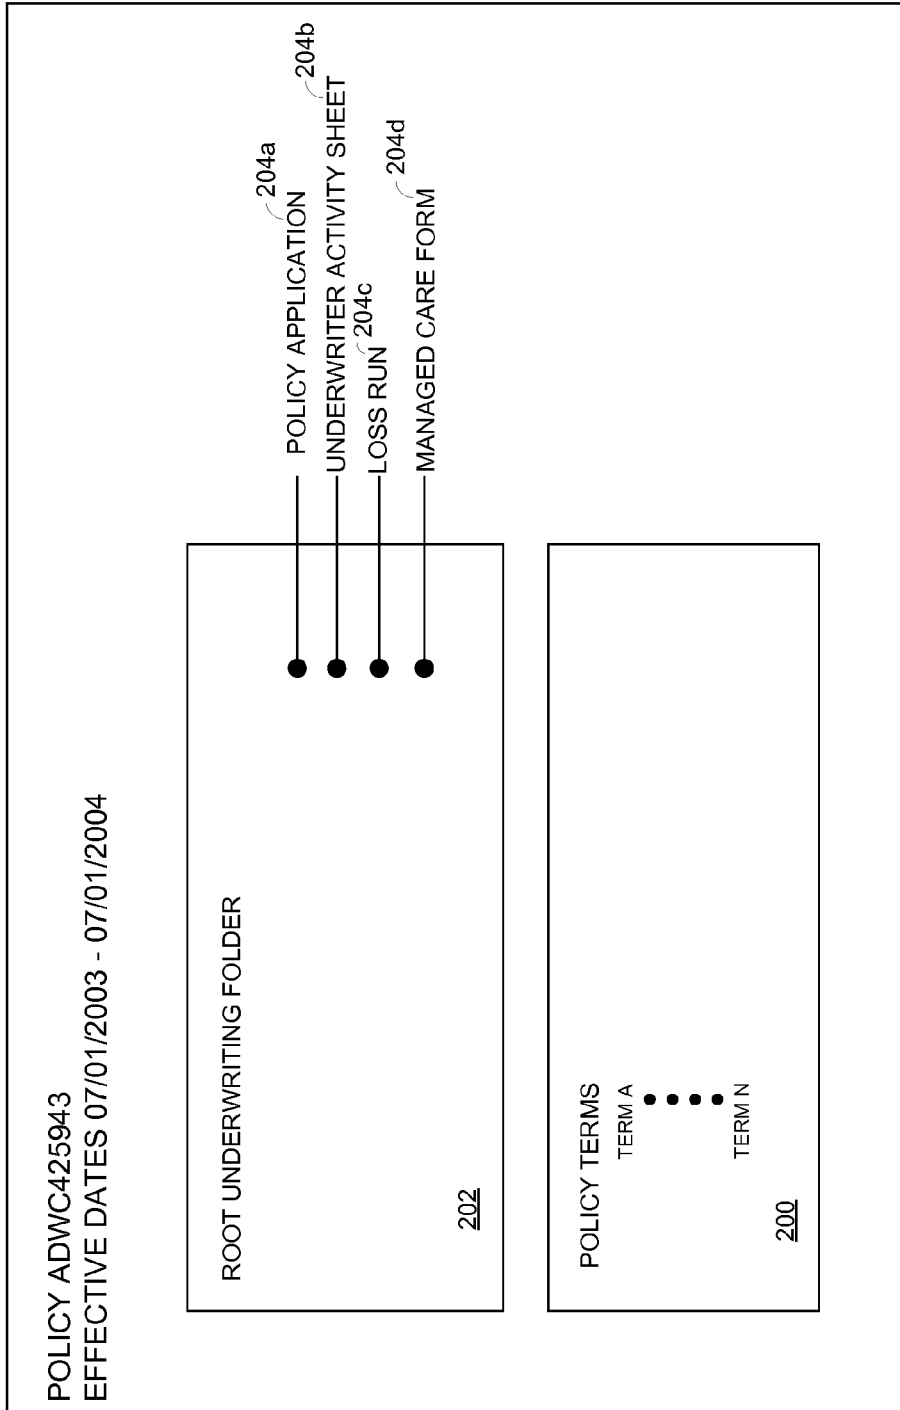 POLICY ADWC425943
EFFECTIVE DATES 07/01/2003 - 07/01/2004
ROOT UNDERWRITING FOLDER
204a
POLICY APPLICATION
204b
UNDERWRITER ACTIVITY SHEET
204c
LOSS RUN
204d
MANAGED CARE FORM
202
POLICY TERMS
TERM A
TERM N
200